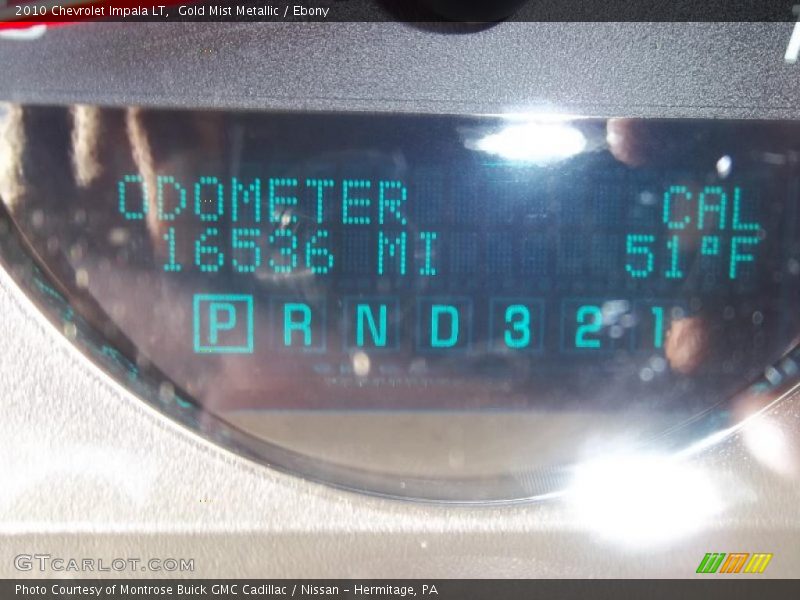 2010 Chevrolet Impala LT,  Gold Mist Metallic / Ebony
ODOMETER CAL
16536 MI 51°F
P R N D 3 2 1
GTCARLOT.COM
Photo Courtesy of Montrose Buick GMC Cadillac / Nissan - Hermitage, PA